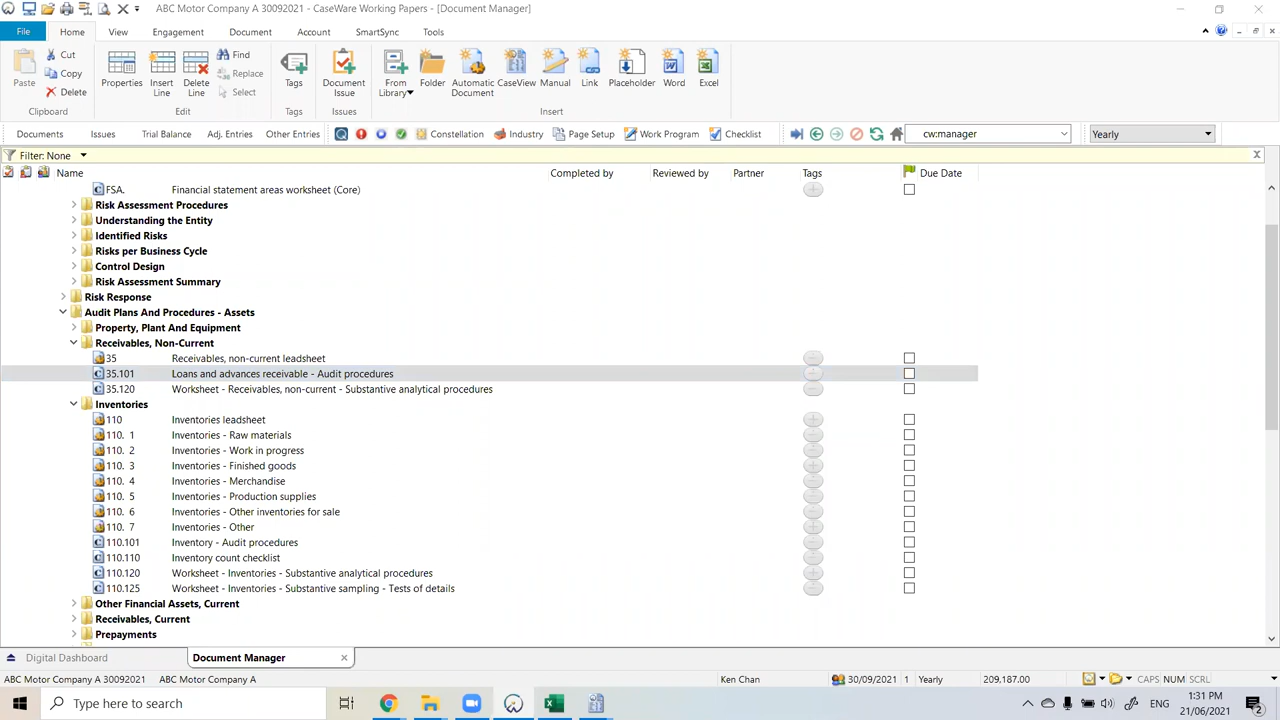 ABC Motor Company A 30092021 - CaseWare Working Papers - [Document Manager]
File Home View Engagement Document Account SmartSync Tools
Paste Cut Copy Delete Properties Insert Line Delete Line Find Replace Select Tags Document Issue From Library Folder Automatic Document CaseView Manual Link Placeholder Word Excel
Clipboard Edit Tags Issues Insert
Documents Issues Trial Balance Adj. Entries Other Entries Constellation Industry Page Setup Work Program Checklist cw:manager Yearly
Filter: None
Name Completed by Reviewed by Partner Tags Due Date
FSA. Financial statement areas worksheet (Core)
Risk Assessment Procedures
Understanding the Entity
Identified Risks
Risks per Business Cycle
Control Design
Risk Assessment Summary
Risk Response
Audit Plans And Procedures - Assets
Property, Plant And Equipment
Receivables, Non-Current
35 Receivables, non-current leadsheet
35.101 Loans and advances receivable - Audit procedures
35.120 Worksheet - Receivables, non-current - Substantive analytical procedures
Inventories
110 Inventories leadsheet
110. 1 Inventories - Raw materials
110. 2 Inventories - Work in progress
110. 3 Inventories - Finished goods
110. 4 Inventories - Merchandise
110. 5 Inventories - Production supplies
110. 6 Inventories - Other inventories for sale
110. 7 Inventories - Other
110.101 Inventory - Audit procedures
110.110 Inventory count checklist
110.120 Worksheet - Inventories - Substantive analytical procedures
110.125 Worksheet - Inventories - Substantive sampling - Tests of details
Other Financial Assets, Current
Receivables, Current
Prepayments
Digital Dashboard Document Manager
ABC Motor Company A 30092021 ABC Motor Company A Ken Chan 30/09/2021 1 Yearly 209,187.00 CAPS NUM SCRL
Type here to search ENG 1:31 PM
21/06/2021 2